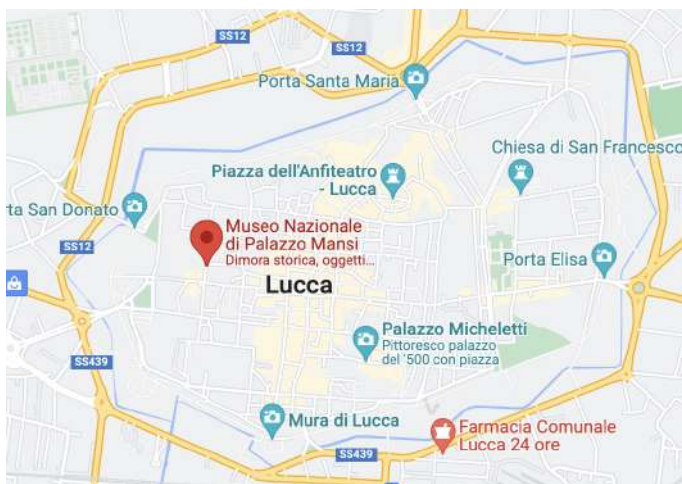 SS12
Porta Santa Maria
Chiesa di San Francesco
Piazza dell'Anfiteatro
- Lucca
rta San Donato
Museo Nazionale
di Palazzo Mansi
Dimora storica, oggetti...
SS12
Porta Elisa
Lucca
Palazzo Micheletti
Pittoresco palazzo
del '500 con piazza
SS439
Mura di Lucca
Farmacia Comunale
Lucca 24 ore
SS439